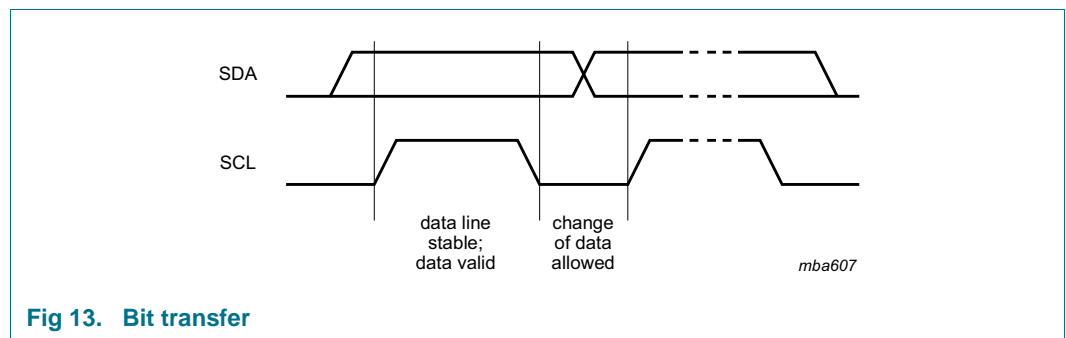 SDA
SCL
data line
stable;
data valid
change
of data
allowed
mba607
Fig 13. Bit transfer